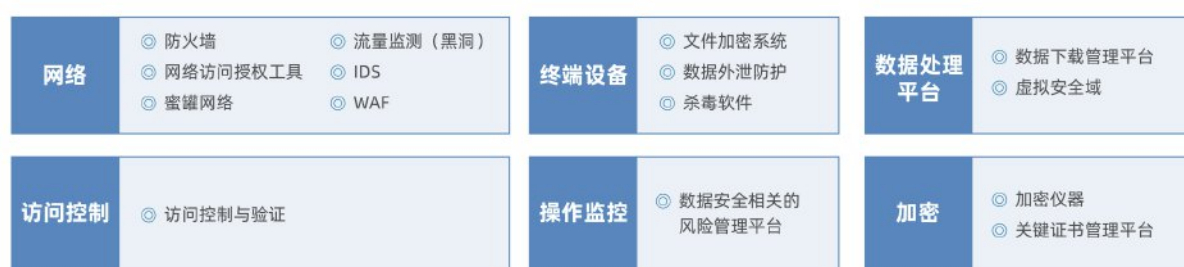 网络
◎ 防火墙
◎ 流量监测（黑洞）
◎ 网络访问授权工具
◎ IDS
◎ 蜜罐网络
◎ WAF
终端设备
◎ 文件加密系统
◎ 数据外泄防护
◎ 杀毒软件
数据处理
平台
◎ 数据下载管理平台
◎ 虚拟安全域
访问控制
◎ 访问控制与验证
操作监控
◎ 数据安全相关的
风险管理平台
加密
◎ 加密仪器
◎ 关键证书管理平台